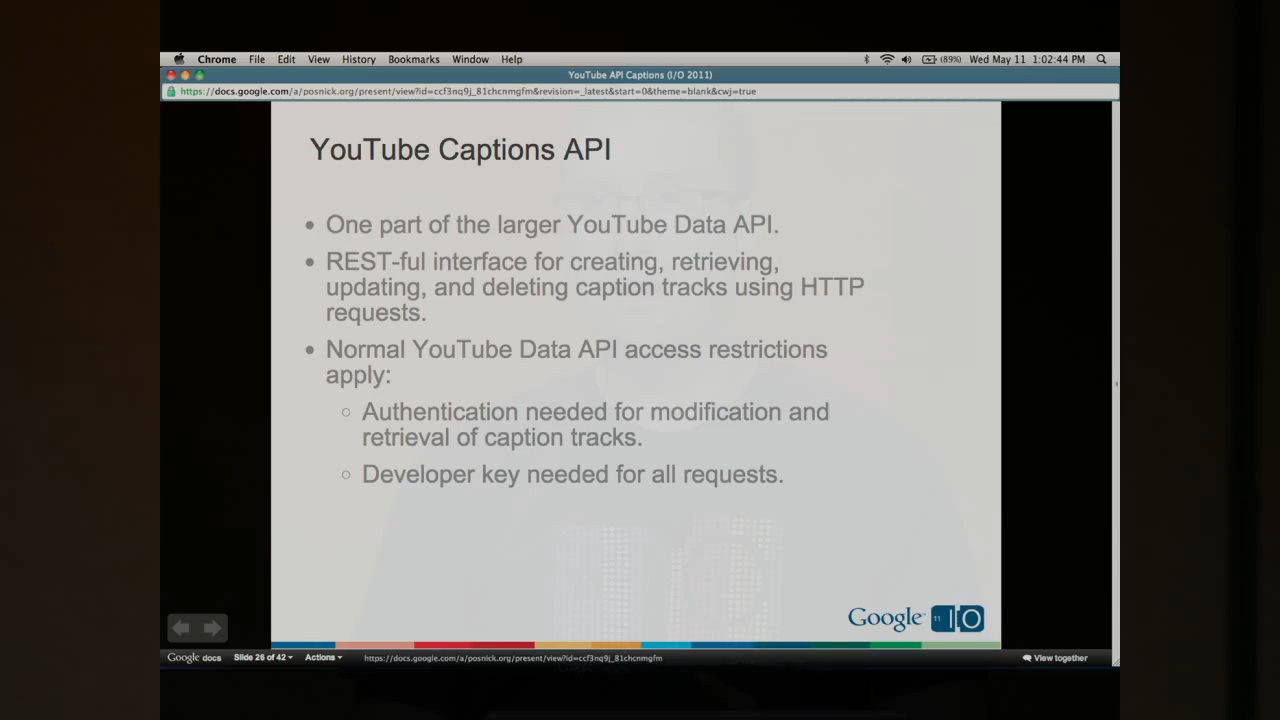 Chrome File Edit View History Bookmarks Window Help (89%) Wed May 11 1:02:44 PM
YouTube API Captions (I/O 2011)
https://docs.google.com/a/posnick.org/present/view?id=ccf3nq9j_81chcnmgfm&revision=_latest&start=0&theme=blank&cwj=true
YouTube Captions API
• One part of the larger YouTube Data API.
• REST-ful interface for creating, retrieving,
updating, and deleting caption tracks using HTTP
requests.
• Normal YouTube Data API access restrictions
apply:
○ Authentication needed for modification and
retrieval of caption tracks.
○ Developer key needed for all requests.
Google 11 IO
Google docs Slide 26 of 42 Actions https://docs.google.com/a/posnick.org/present/view?id=ccf3nq9j_81chcnmgfm View together